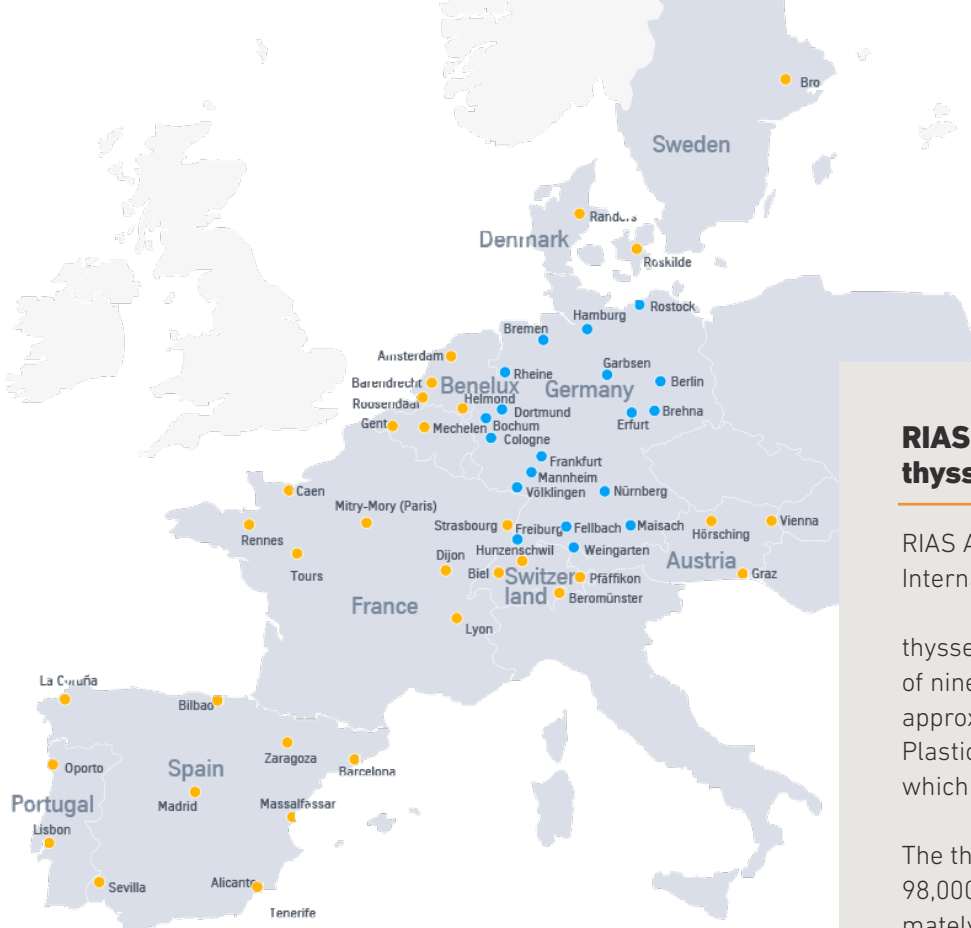 Bro
Sweden
Randers
Denmark
Roskilde
Rostock
Hamburg
Bremen
Amsterdam
Garbsen
Rheine
Berlin
Barendrecht
Benelux
Germany
Helmond
Roosendaal
Dortmund
Brehna
Gent
Mechelen
Bochum
Erfurt
Cologne
Frankfurt
Mannheim
Völklingen
Nürnberg
Caen
Mitry-Mory (Paris)
Strasbourg
Freiburg
Fellbach
Maisach
Vienna
Rennes
Hörsching
Hunzenschwil
Weingarten
Dijon
Austria
Tours
Biel
Switzer
land
Pfäffikon
Graz
Beromünster
France
Lyon
La Coruña
Bilbao
Zaragoza
Oporto
Spain
Barcelona
Portugal
Madrid
Massalfassar
Lisbon
Sevilla
Alicante
Tenerife
RIAS
thyss
RIAS A
Intern
thysse
of nine
approx
Plastic
which
The th
98,000
mately